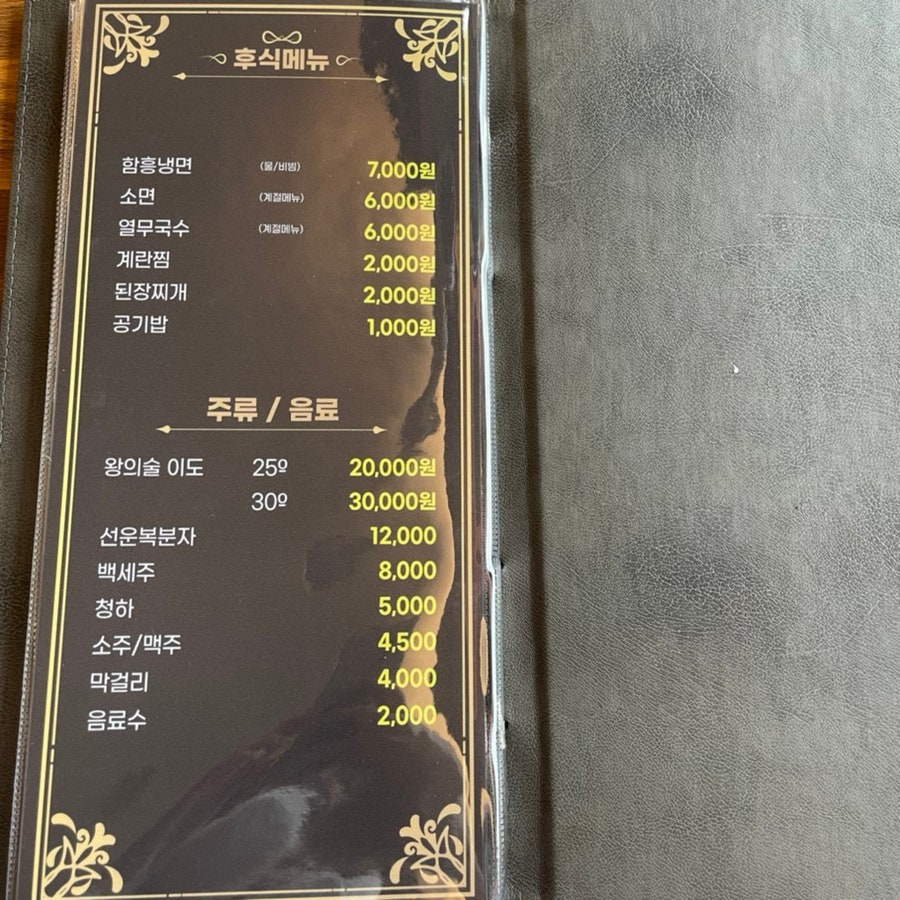 후식메뉴
함흥냉면 (물/비빔) 7,000원
소면 (계절메뉴) 6,000원
열무국수 (계절메뉴) 6,000원
계란찜 2,000원
된장찌개 2,000원
공기밥 1,000원
주류 / 음료
왕의술 이도 25º 20,000원
30º 30,000원
선운복분자 12,000
백세주 8,000
청하 5,000
소주/맥주 4,500
막걸리 4,000
음료수 2,000